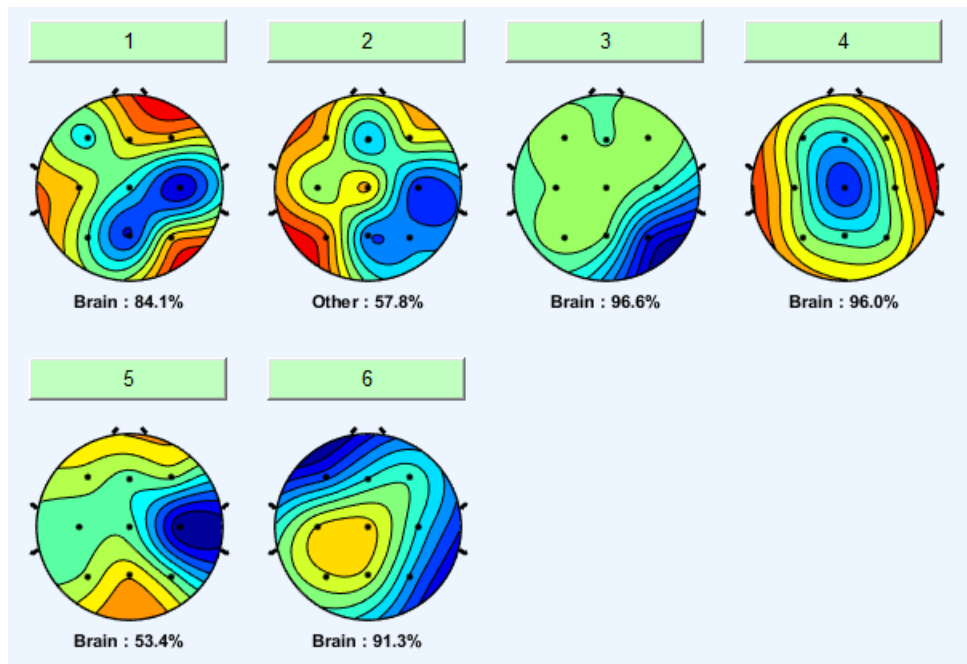 1
2
3
4
Brain : 84.1%
Other : 57.8%
Brain : 96.6%
Brain : 96.0%
5
6
Brain : 53.4%
Brain : 91.3%